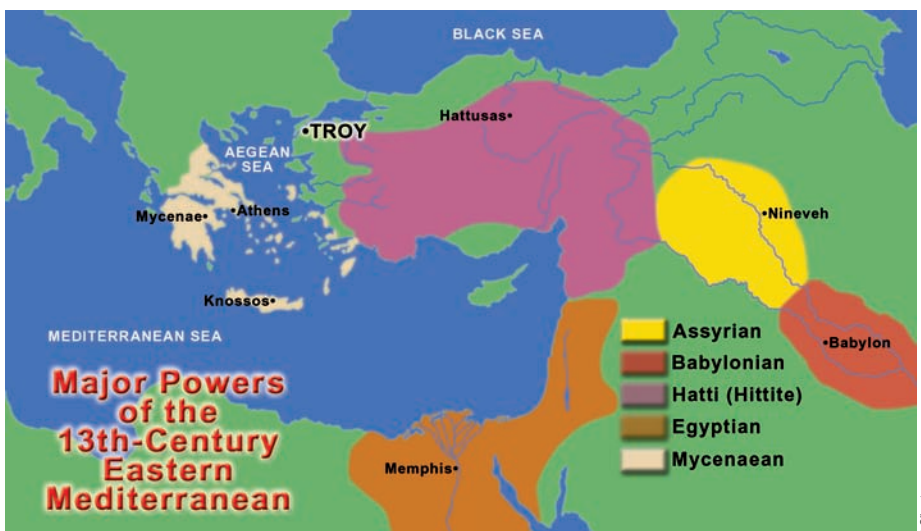 BLACK SEA
Hattusas
TROY
AEGEAN
SEA
Mycenae
Athens
Nineveh
Knossos
MEDITERRANEAN SEA
Babylon
Memphis
Major Powers
of the
13th-Century
Eastern
Mediterranean
Assyrian
Babylonian
Hatti (Hittite)
Egyptian
Mycenaean